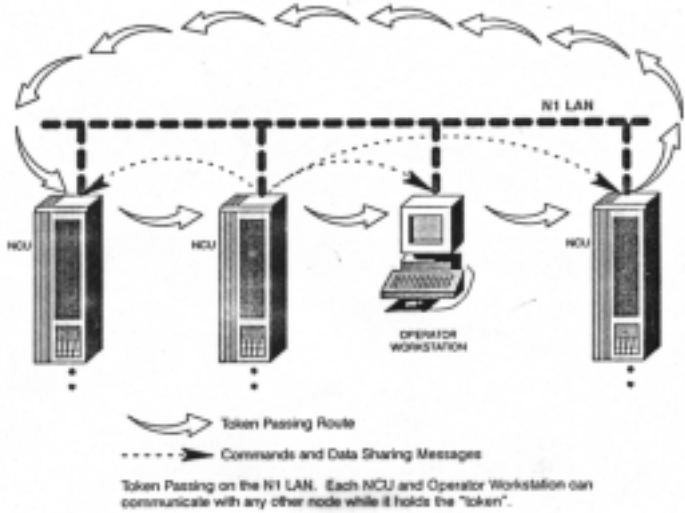 N1 LAN
NCU
NCU
NCU
OPERATOR
WORKSTATION
Token Passing Route
Commands and Data Sharing Messages
Token Passing on the N1 LAN. Each NCU and Operator Workstation can
communicate with any other node while it holds the "token".